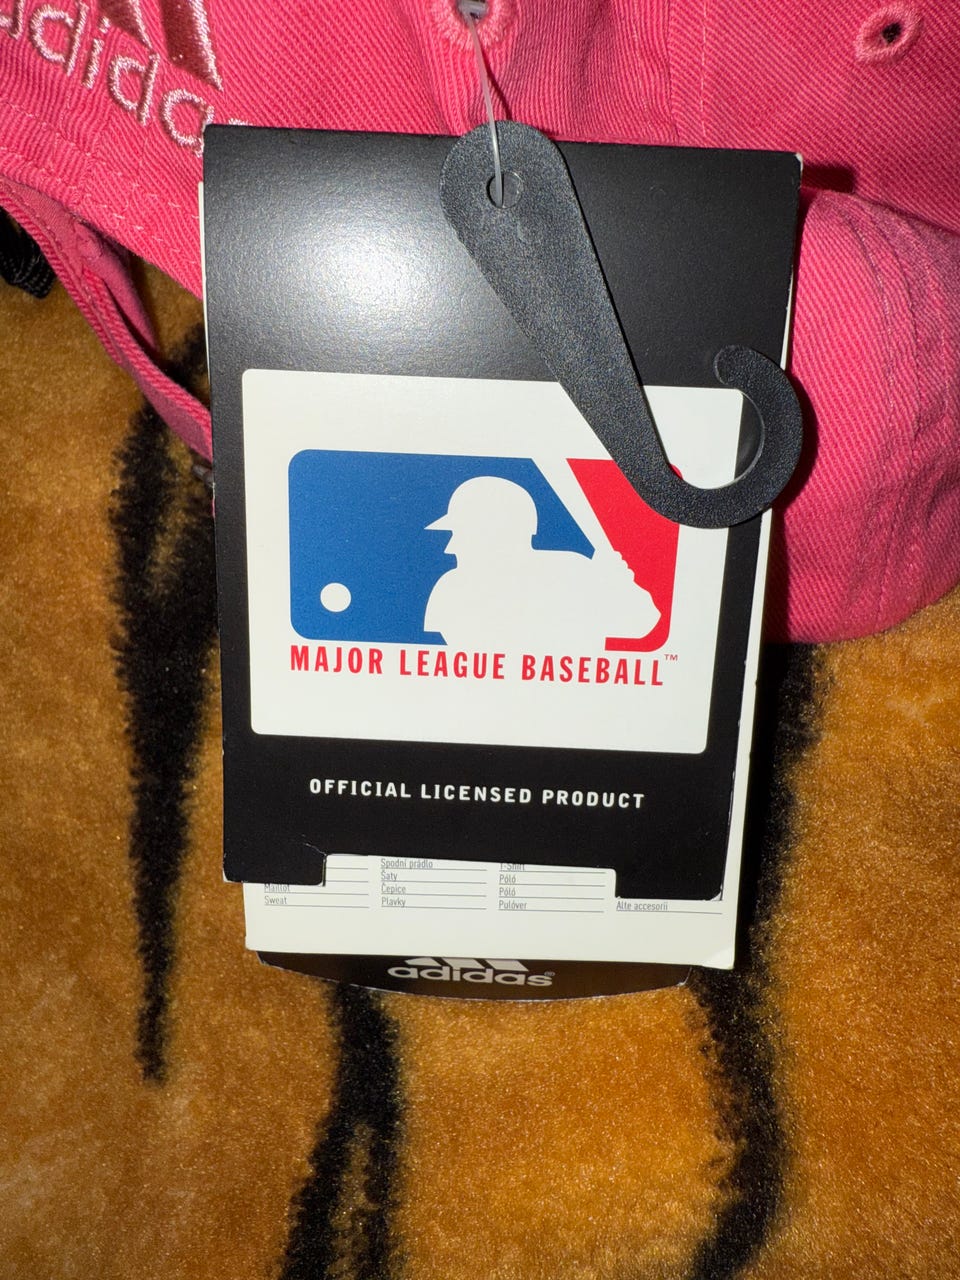 adidas
MAJOR LEAGUE BASEBALL™
OFFICIAL LICENSED PRODUCT
Maillot
Sweat
Spodní prádlo
Šaty
Čepice
Plavky
T-Shirt
Póló
Póló
Pulóver
Alte accesorii
adidas®